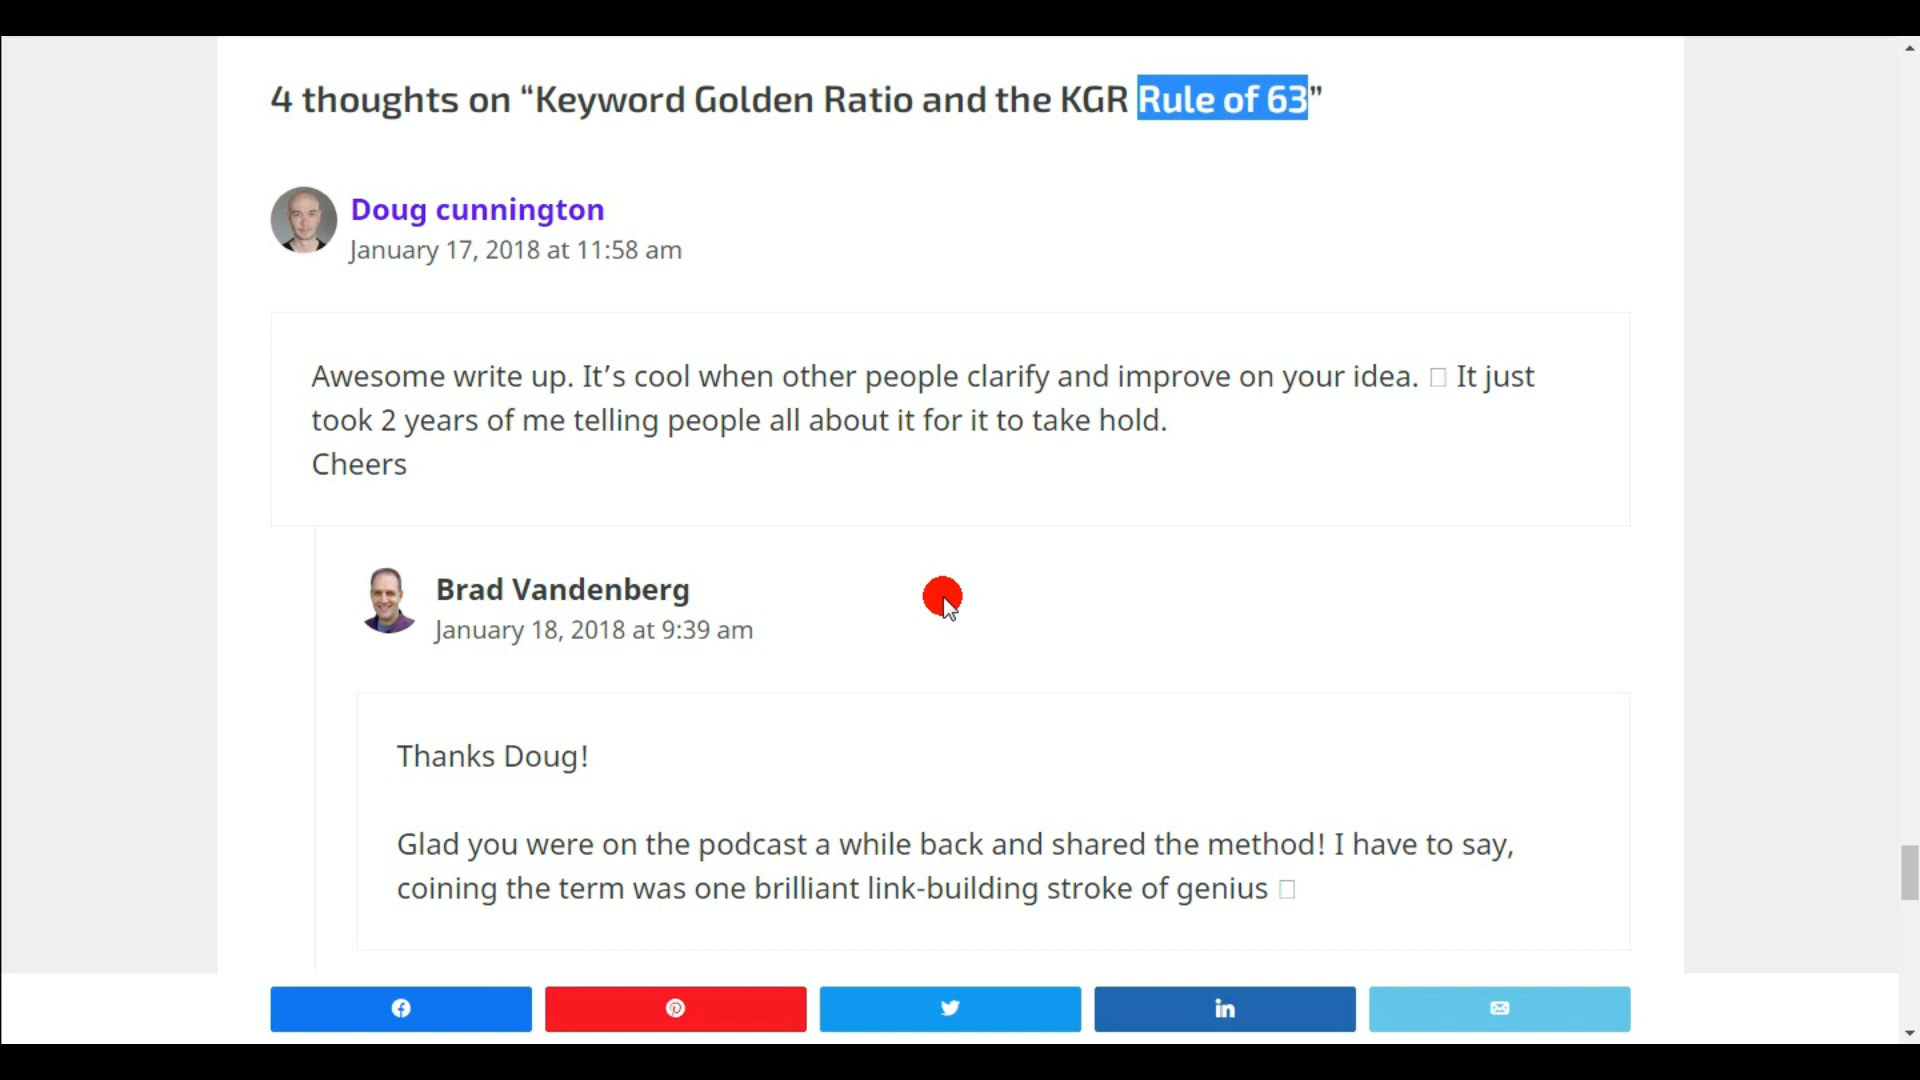 4 thoughts on “Keyword Golden Ratio and the KGR Rule of 63”
Doug cunnington
January 17, 2018 at 11:58 am
Awesome write up. It’s cool when other people clarify and improve on your idea. It just
took 2 years of me telling people all about it for it to take hold.
Cheers
Brad Vandenberg
January 18, 2018 at 9:39 am
Thanks Doug!
Glad you were on the podcast a while back and shared the method! I have to say,
coining the term was one brilliant link-building stroke of genius